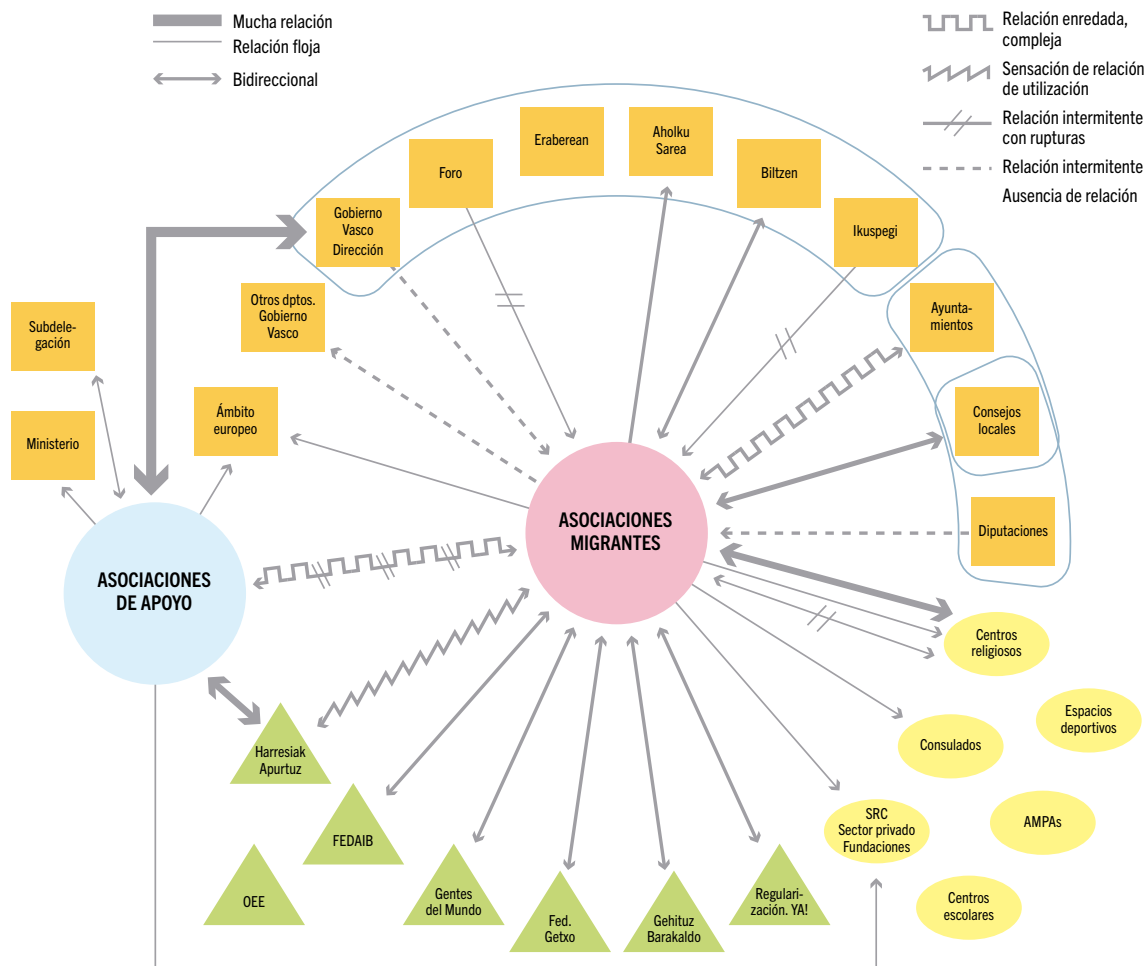 Mucha relación
Relación floja
Bidireccional
Relación enredada,
compleja
Sensación de relación
de utilización
Relación intermitente
con rupturas
Relación intermitente
Ausencia de relación
Eraberean
Aholku
Sarea
Foro
Biltzen
Gobierno
Vasco
Dirección
Ikuspegi
Otros dptos.
Gobierno
Vasco
Ayunta-
mientos
Subdele-
gación
Ministerio
Ámbito
europeo
Consejos
locales
Diputaciones
ASOCIACIONES
MIGRANTES
ASOCIACIONES
DE APOYO
Centros
religiosos
Espacios
deportivos
Consulados
Harresiak
Apurtuz
SRC
Sector privado
Fundaciones
AMPAs
FEDAIB
OEE
Gentes
del Mundo
Fed.
Getxo
Gehituz
Barakaldo
Regulari-
zación. YA!
Centros
escolares